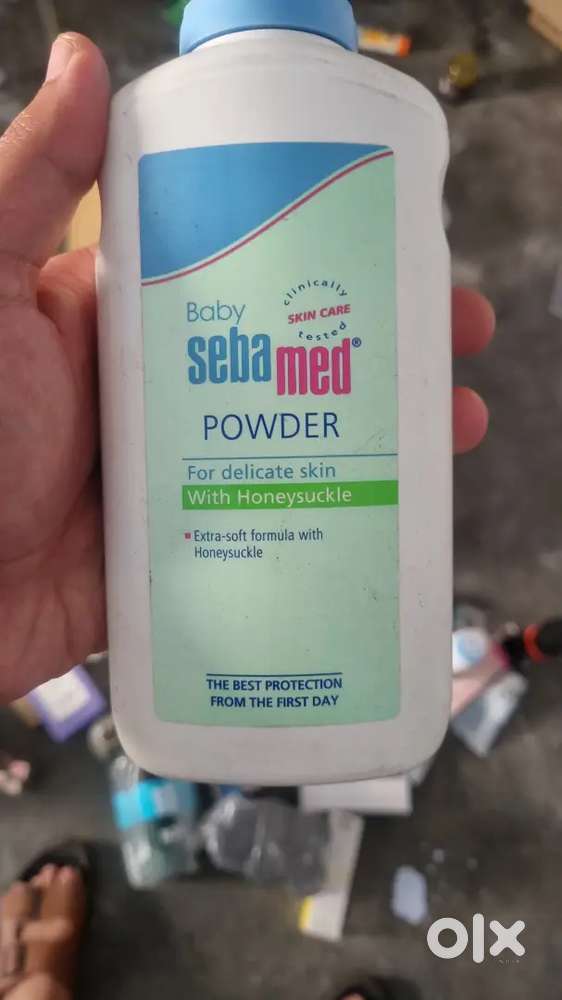 Baby
clinically
SKIN CARE
tested
sebamed®
POWDER
For delicate skin
With Honeysuckle
Extra-soft formula with
Honeysuckle
THE BEST PROTECTION
FROM THE FIRST DAY
olx